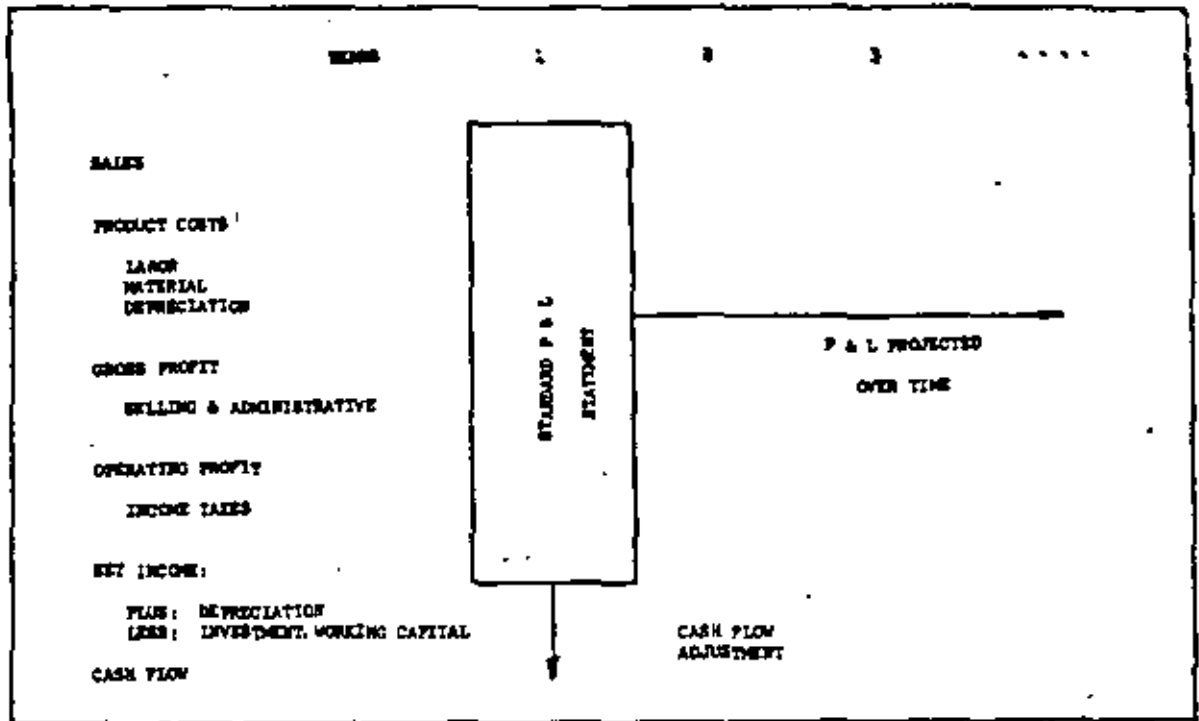 YEARS 1 2 3 . . . .
SALES
PRODUCT COSTS
LABOR
MATERIAL
DEPRECIATION
GROSS PROFIT
SELLING & ADMINISTRATIVE
OPERATING PROFIT
INCOME TAXES
NET INCOME:
PLUS: DEPRECIATION
LESS: INVESTMENT, WORKING CAPITAL
CASH FLOW
STANDARD P & L
STATEMENT
P & L PROJECTED
OVER TIME
CASH FLOW
ADJUSTMENT